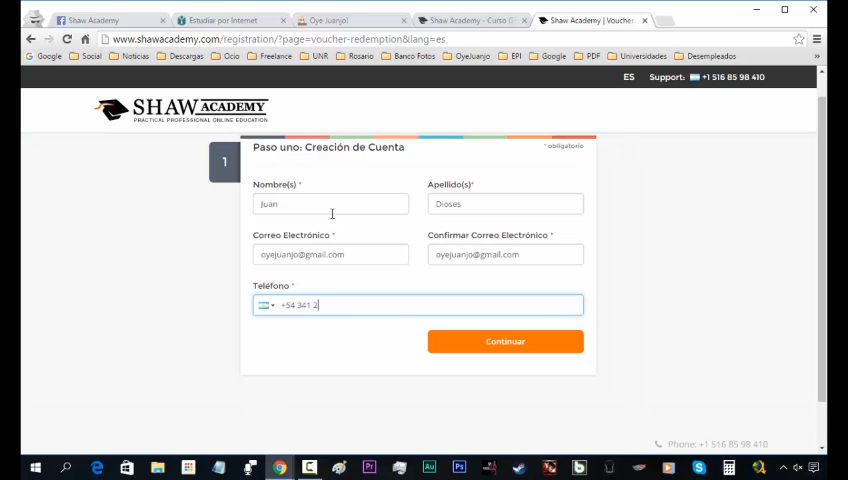 Shaw Academy
Estudiar por Internet
Oye Juanjo!
Shaw Academy - Curso G
Shaw Academy | Voucher
www.shawacademy.com/registration/?page=voucher-redemption&lang=es
Google
Social
Noticias
Descargas
Ocio
Freelance
UNR
Rosario
Banco Fotos
OyeJuanjo
EPI
Google
PDF
Universidades
Desempleados
»
ES
Support: +1 516 85 98 410
SHAW ACADEMY
PRACTICAL PROFESSIONAL ONLINE EDUCATION
1
Paso uno: Creación de Cuenta
* obligatorio
Nombre(s) *
Apellido(s)*
Juan
Dioses
Correo Electrónico *
Confirmar Correo Electrónico *
oyejuanjo@gmail.com
oyejuanjo@gmail.com
Teléfono *
+54 341 2
Continuar
Phone: +1 516 85 98 410
Pr
Au
Ps